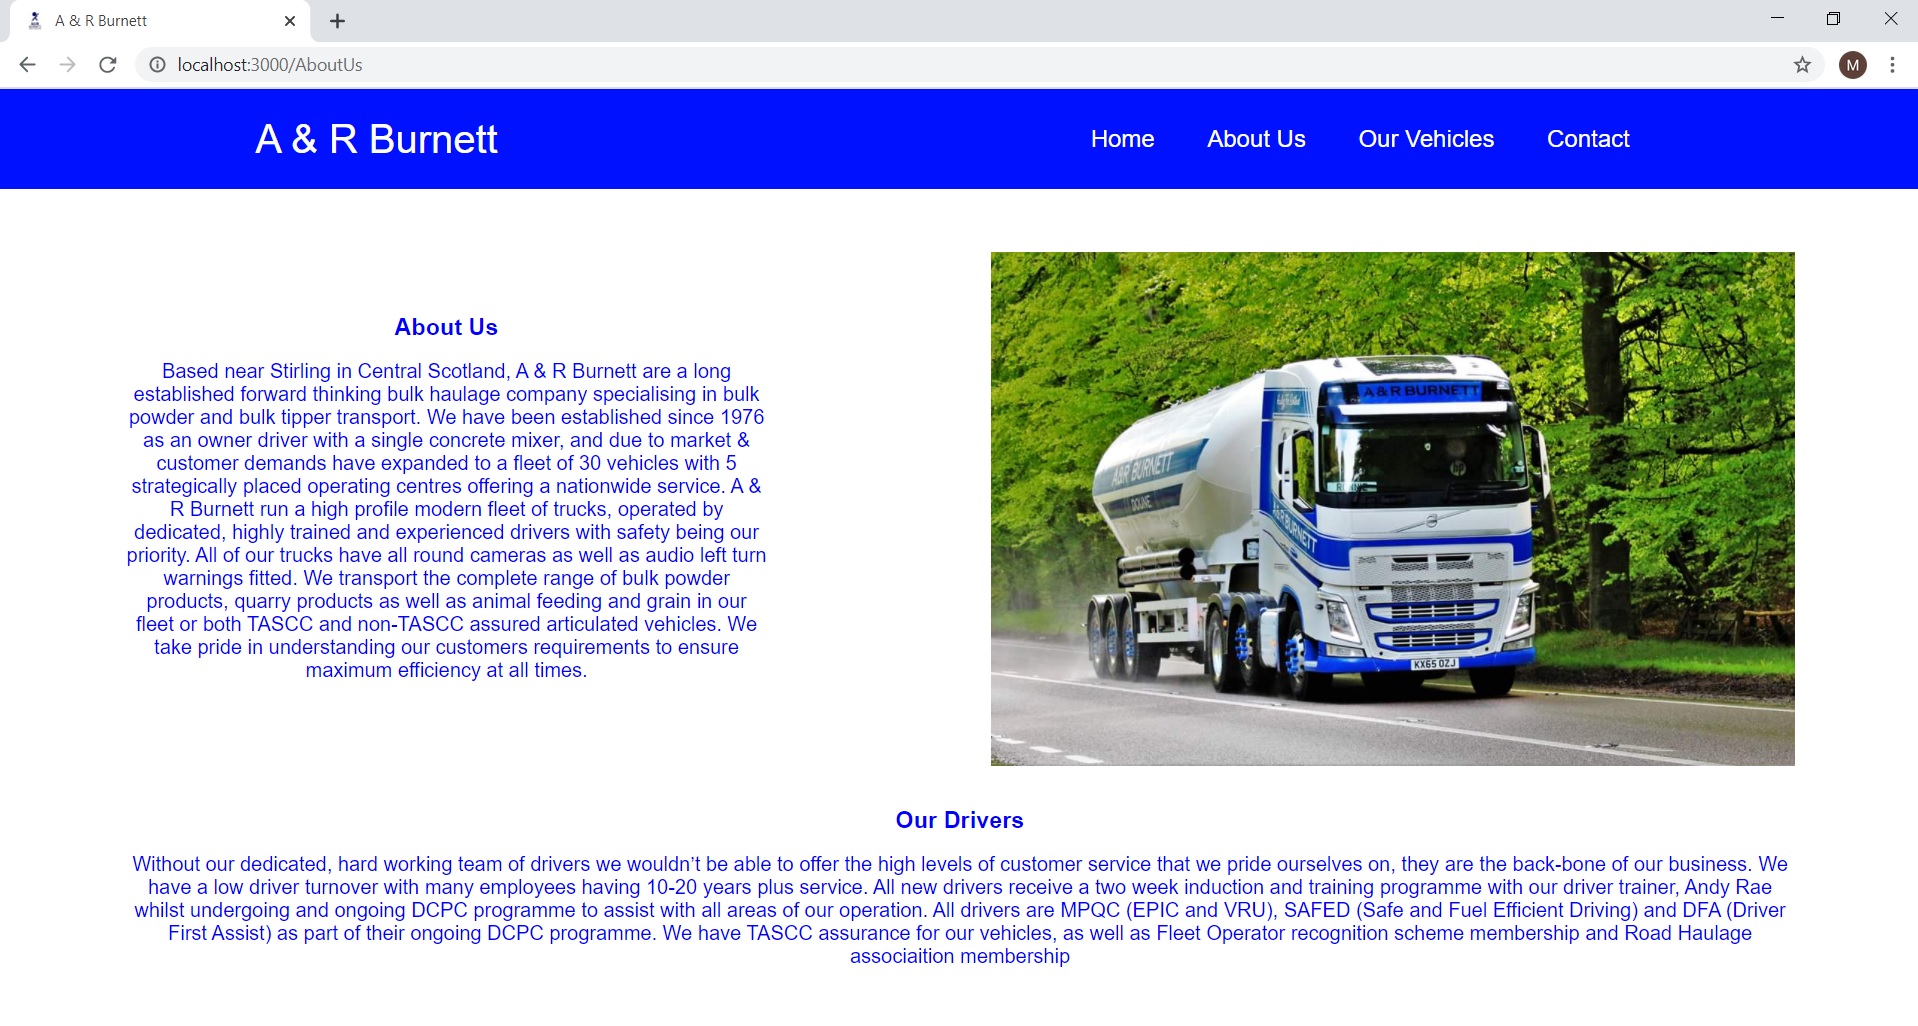 A & R Burnett
localhost:3000/AboutUs
M
A & R Burnett
Home About Us Our Vehicles Contact
About Us
Based near Stirling in Central Scotland, A & R Burnett are a long
established forward thinking bulk haulage company specialising in bulk
powder and bulk tipper transport. We have been established since 1976
as an owner driver with a single concrete mixer, and due to market &
customer demands have expanded to a fleet of 30 vehicles with 5
strategically placed operating centres offering a nationwide service. A &
R Burnett run a high profile modern fleet of trucks, operated by
dedicated, highly trained and experienced drivers with safety being our
priority. All of our trucks have all round cameras as well as audio left turn
warnings fitted. We transport the complete range of bulk powder
products, quarry products as well as animal feeding and grain in our
fleet or both TASCC and non-TASCC assured articulated vehicles. We
take pride in understanding our customers requirements to ensure
maximum efficiency at all times.
A & R BURNETT
A&R BURNETT
DOUNE
A&R BURNETT
KX65 OZJ
Our Drivers
Without our dedicated, hard working team of drivers we wouldn’t be able to offer the high levels of customer service that we pride ourselves on, they are the back-bone of our business. We
have a low driver turnover with many employees having 10-20 years plus service. All new drivers receive a two week induction and training programme with our driver trainer, Andy Rae
whilst undergoing and ongoing DCPC programme to assist with all areas of our operation. All drivers are MPQC (EPIC and VRU), SAFED (Safe and Fuel Efficient Driving) and DFA (Driver
First Assist) as part of their ongoing DCPC programme. We have TASCC assurance for our vehicles, as well as Fleet Operator recognition scheme membership and Road Haulage
associaition membership